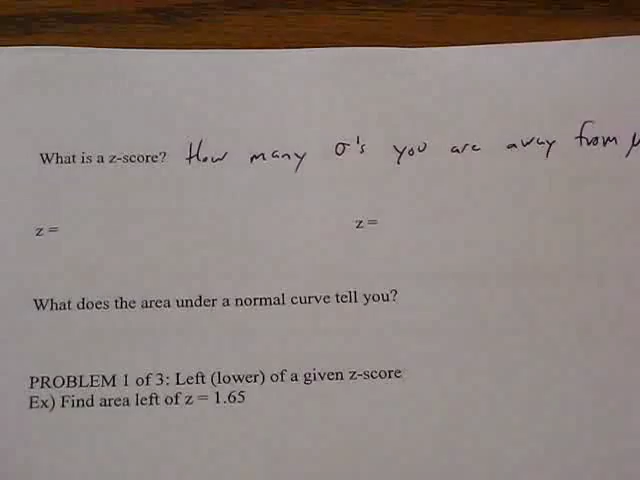 What is a z-score? How many σ's you are away from μ
z = z =
What does the area under a normal curve tell you?
PROBLEM 1 of 3: Left (lower) of a given z-score
Ex) Find area left of z = 1.65